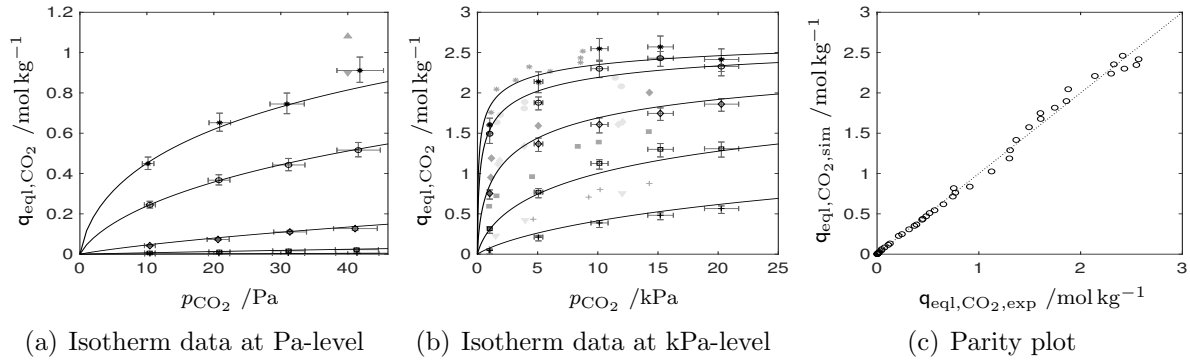 1.2
1
0.8
0.6
0.4
0.2
0
0 10 20 30 40
q_eql,CO₂ /mol kg⁻¹
p_CO₂ /Pa
(a) Isotherm data at Pa-level
3
2.5
2
1.5
1
0.5
0
0 5 10 15 20 25
q_eql,CO₂ /mol kg⁻¹
p_CO₂ /kPa
(b) Isotherm data at kPa-level
3
2.5
2
1.5
1
0.5
0
0 1 2 3
q_eql,CO₂,sim /mol kg⁻¹
q_eql,CO₂,exp /mol kg⁻¹
(c) Parity plot